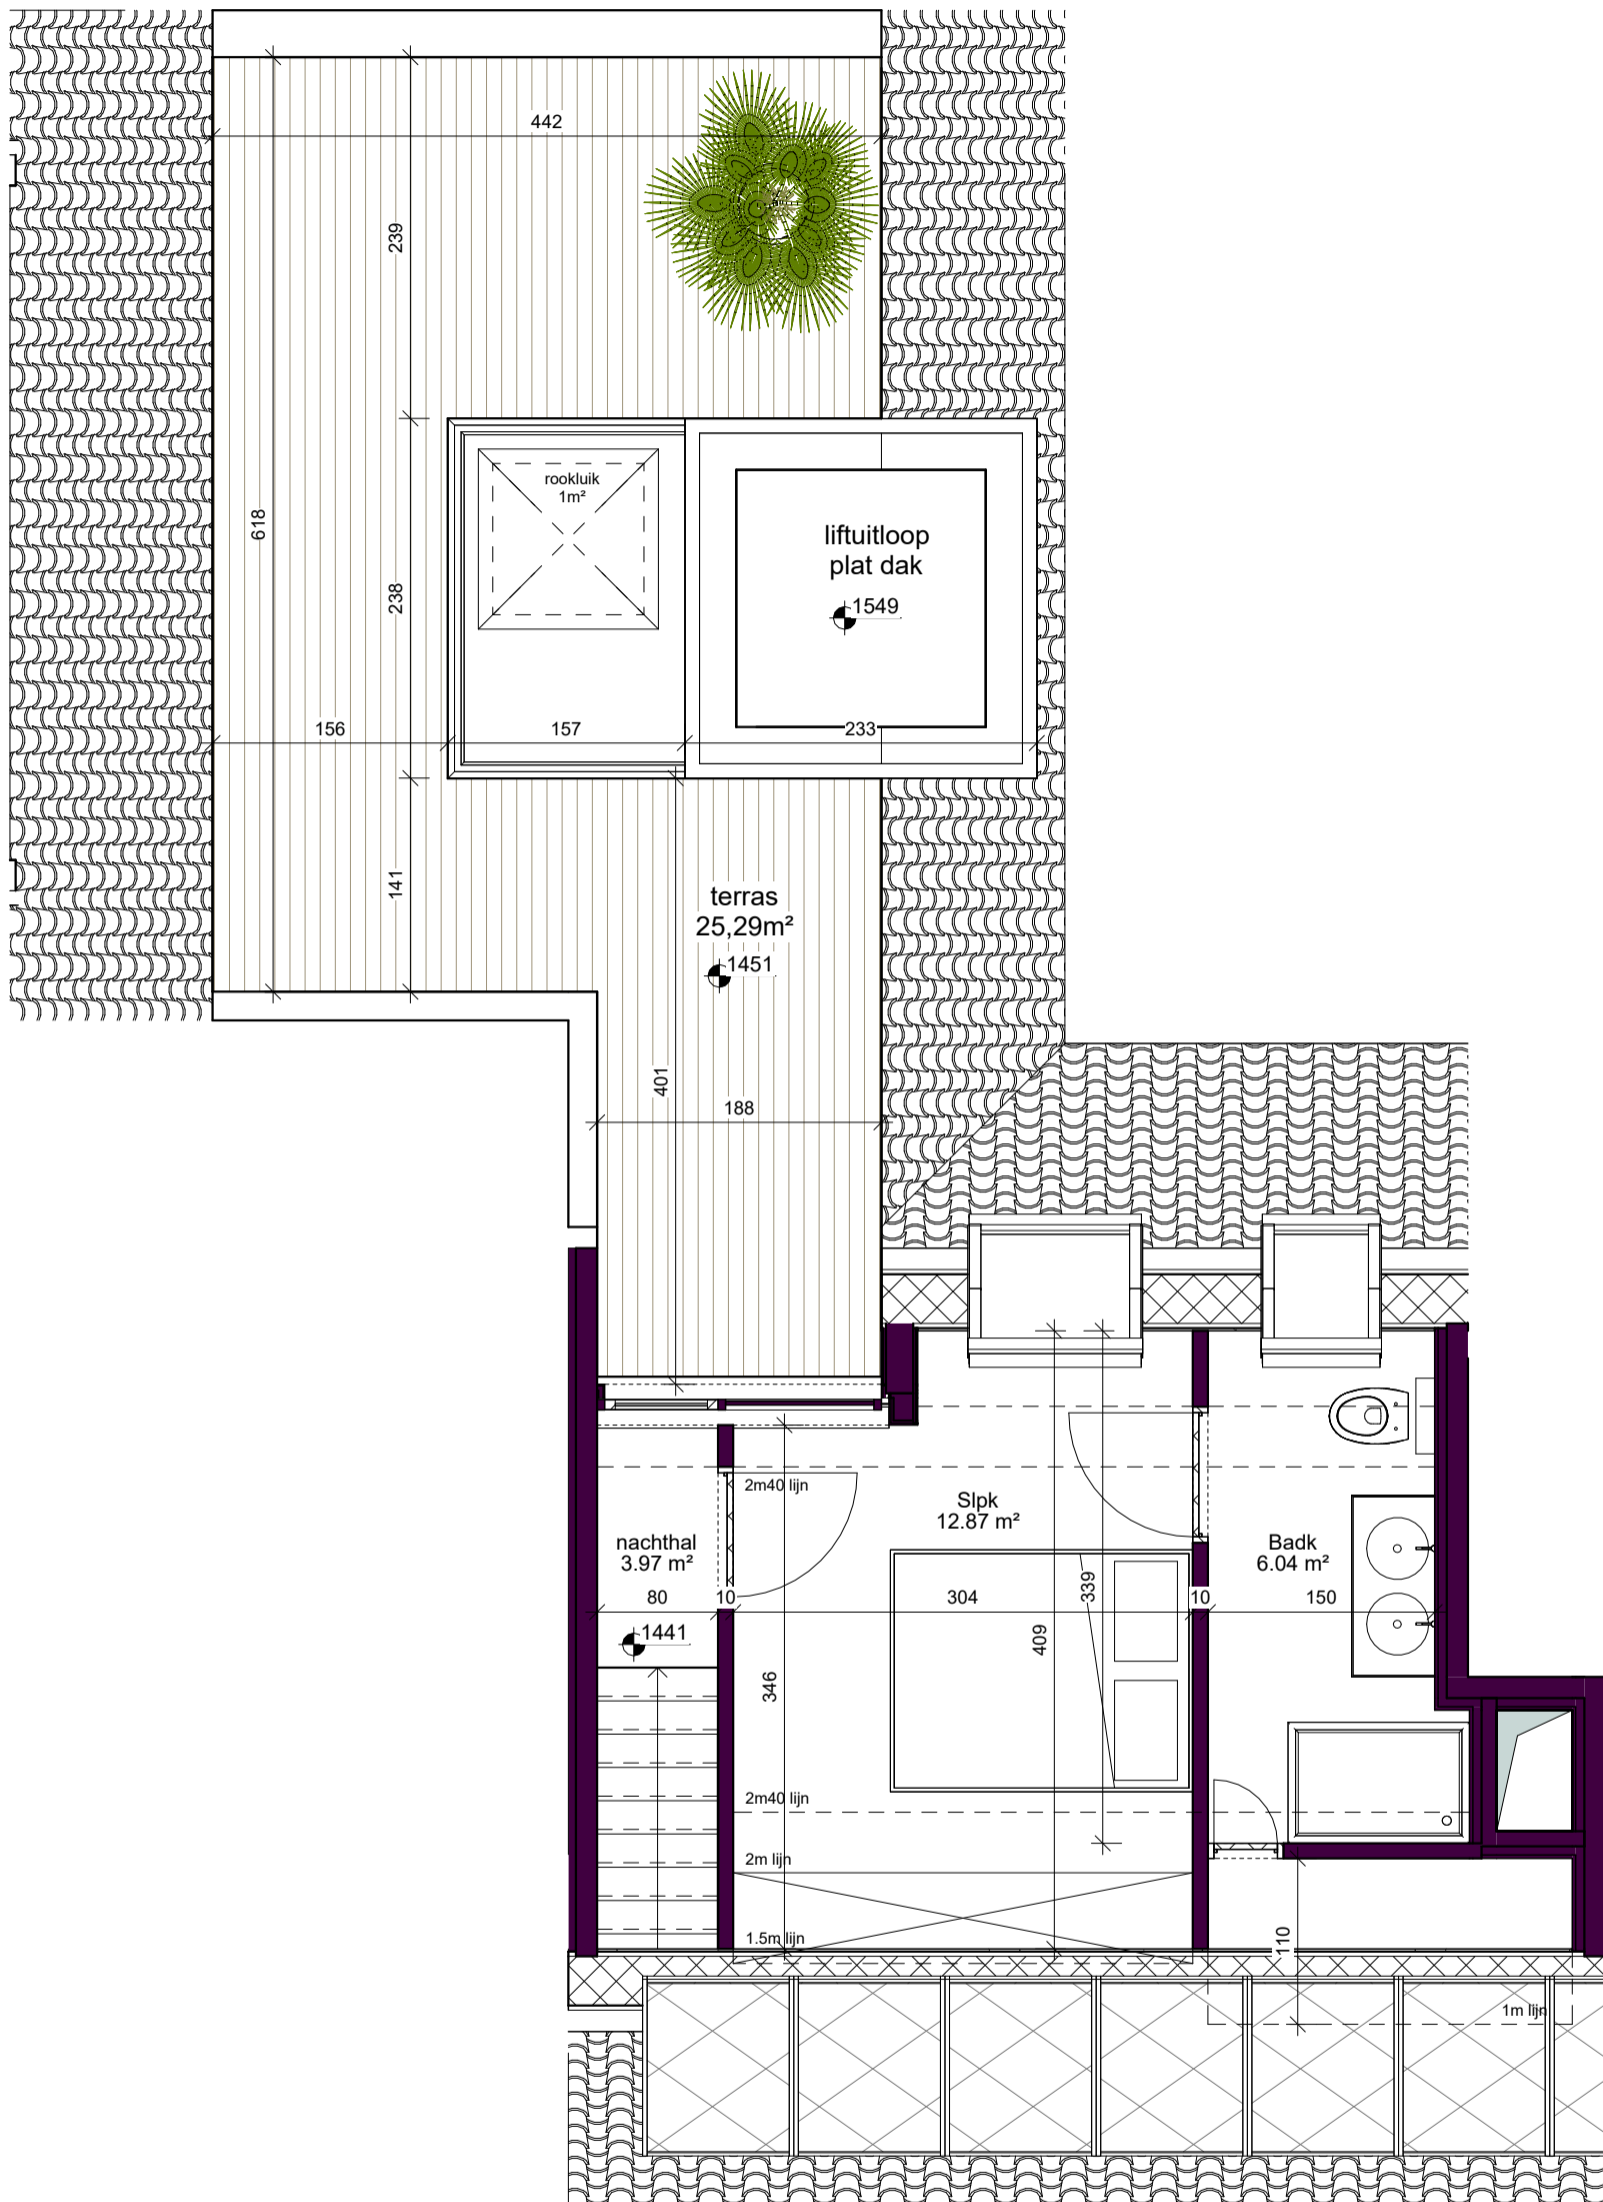 442
239
rookluik
1m²
618
liftuitloop
plat dak
238
1549
156
157
233
141
terras
25,29m²
1451
401
188
2m40 lijn
Slpk
12.87 m²
nachthal
3.97 m²
Badk
6.04 m²
339
80
10
304
10
150
1441
409
346
2m40 lijn
2m lijn
1.5m lijn
110
1m lijn